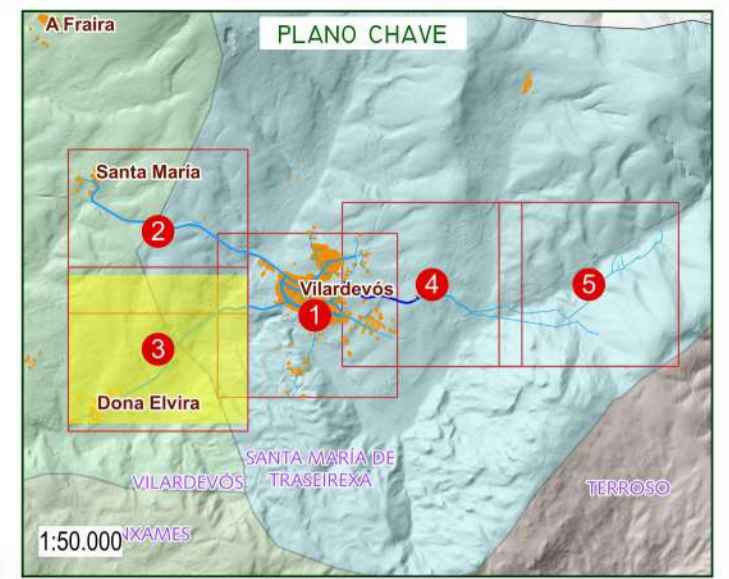 A Fraira
PLANO CHAVE
Santa María
2
Vilardevós
4
5
1
3
Dona Elvira
SANTA MARÍA DE
TRASEIREXA
VILARDEVÓS
TERROSO
1:50.000